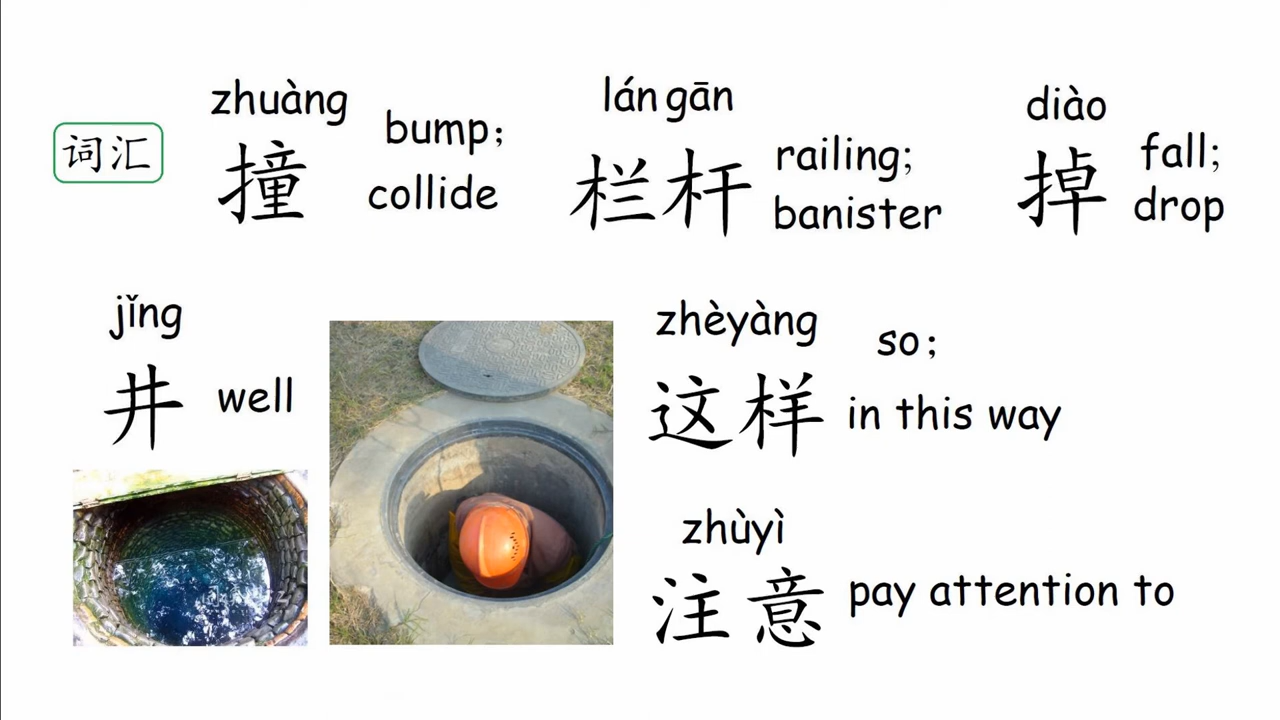 词汇
zhuàng
撞
bump;
collide
lán gān
栏杆
railing;
banister
diào
掉
fall;
drop
jǐng
井
well
zhèyàng
这样
so;
in this way
zhùyì
注意
pay attention to